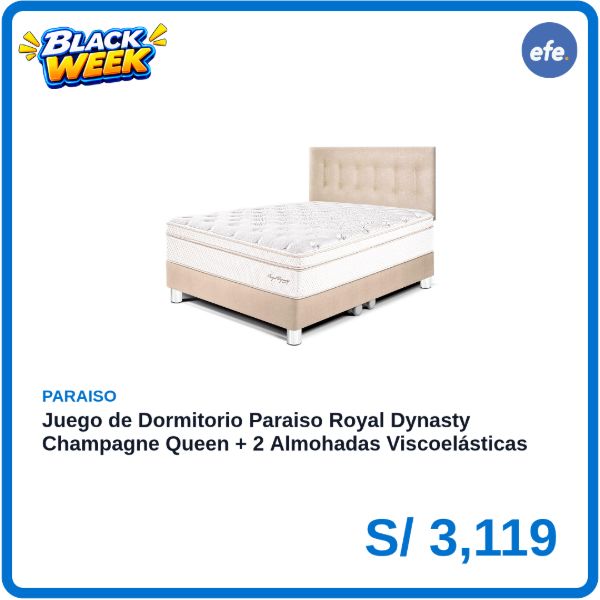 BLACK
WEEK
efe.
PARAISO
Juego de Dormitorio Paraiso Royal Dynasty
Champagne Queen + 2 Almohadas Viscoelásticas
S/ 3,119